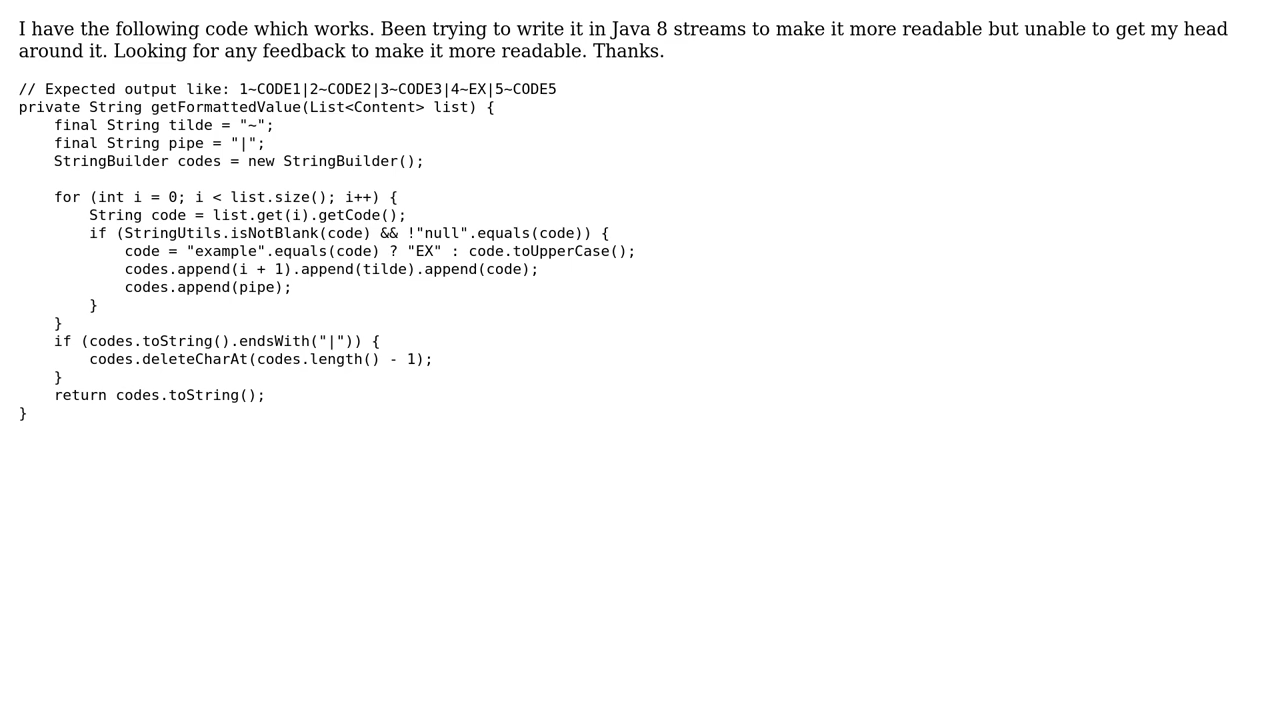 I have the following code which works. Been trying to write it in Java 8 streams to make it more readable but unable to get my head
around it. Looking for any feedback to make it more readable. Thanks.
// Expected output like: 1~CODE1|2~CODE2|3~CODE3|4~EX|5~CODE5
private String getFormattedValue(List<Content> list) {
    final String tilde = "~";
    final String pipe = "|";
    StringBuilder codes = new StringBuilder();

    for (int i = 0; i < list.size(); i++) {
        String code = list.get(i).getCode();
        if (StringUtils.isNotBlank(code) && !"null".equals(code)) {
            code = "example".equals(code) ? "EX" : code.toUpperCase();
            codes.append(i + 1).append(tilde).append(code);
            codes.append(pipe);
        }
    }
    if (codes.toString().endsWith("|")) {
        codes.deleteCharAt(codes.length() - 1);
    }
    return codes.toString();
}